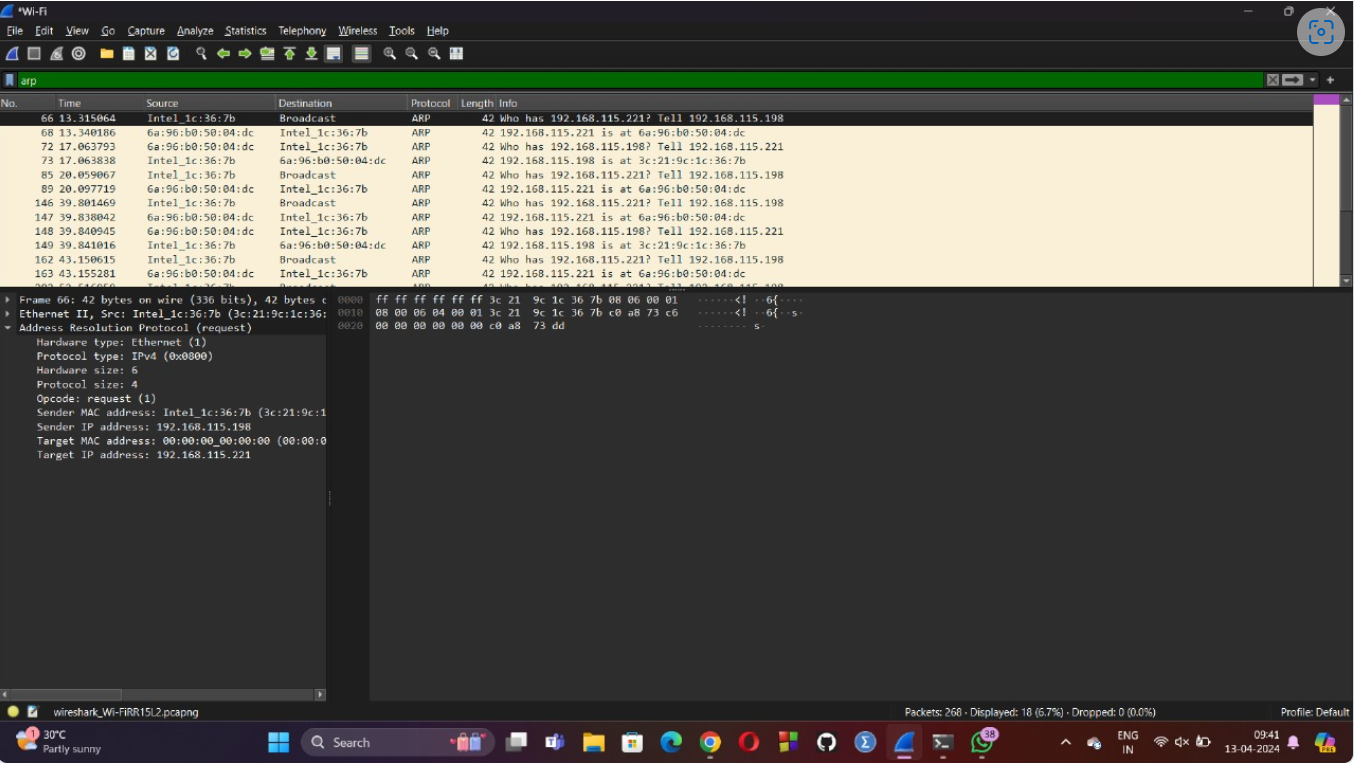 *Wi-Fi
File Edit View Go Capture Analyze Statistics Telephony Wireless Tools Help
arp
No. Time Source Destination Protocol Length Info
66 13.315064 Intel_1c:36:7b Broadcast ARP 42 Who has 192.168.115.221? Tell 192.168.115.198
68 13.340186 6a:96:b0:50:04:dc Intel_1c:36:7b ARP 42 192.168.115.221 is at 6a:96:b0:50:04:dc
72 17.063793 6a:96:b0:50:04:dc Intel_1c:36:7b ARP 42 Who has 192.168.115.198? Tell 192.168.115.221
73 17.063838 Intel_1c:36:7b 6a:96:b0:50:04:dc ARP 42 192.168.115.198 is at 3c:21:9c:1c:36:7b
85 20.059067 Intel_1c:36:7b Broadcast ARP 42 Who has 192.168.115.221? Tell 192.168.115.198
89 20.097719 6a:96:b0:50:04:dc Intel_1c:36:7b ARP 42 192.168.115.221 is at 6a:96:b0:50:04:dc
146 39.801469 Intel_1c:36:7b Broadcast ARP 42 Who has 192.168.115.221? Tell 192.168.115.198
147 39.838042 6a:96:b0:50:04:dc Intel_1c:36:7b ARP 42 192.168.115.221 is at 6a:96:b0:50:04:dc
148 39.840945 6a:96:b0:50:04:dc Intel_1c:36:7b ARP 42 Who has 192.168.115.198? Tell 192.168.115.221
149 39.841016 Intel_1c:36:7b 6a:96:b0:50:04:dc ARP 42 192.168.115.198 is at 3c:21:9c:1c:36:7b
162 43.150615 Intel_1c:36:7b Broadcast ARP 42 Who has 192.168.115.221? Tell 192.168.115.198
163 43.155281 6a:96:b0:50:04:dc Intel_1c:36:7b ARP 42 192.168.115.221 is at 6a:96:b0:50:04:dc
Frame 66: 42 bytes on wire (336 bits), 42 bytes c
Ethernet II, Src: Intel_1c:36:7b (3c:21:9c:1c:36:
Address Resolution Protocol (request)
Hardware type: Ethernet (1)
Protocol type: IPv4 (0x0800)
Hardware size: 6
Protocol size: 4
Opcode: request (1)
Sender MAC address: Intel_1c:36:7b (3c:21:9c:1
Sender IP address: 192.168.115.198
Target MAC address: 00:00:00_00:00:00 (00:00:0
Target IP address: 192.168.115.221
0000 ff ff ff ff ff ff 3c 21 9c 1c 36 7b 08 06 00 01 ······<! ··6{····
0010 08 00 06 04 00 01 3c 21 9c 1c 36 7b c0 a8 73 c6 ······<! ··6{··s·
0020 00 00 00 00 00 00 c0 a8 73 dd ········ s·
wireshark_Wi-FiRR15L2.pcapng
Packets: 268 · Displayed: 18 (6.7%) · Dropped: 0 (0.0%)
Profile: Default
1
30°C
Partly sunny
Search
38
ENG
IN
09:41
13-04-2024
PRE